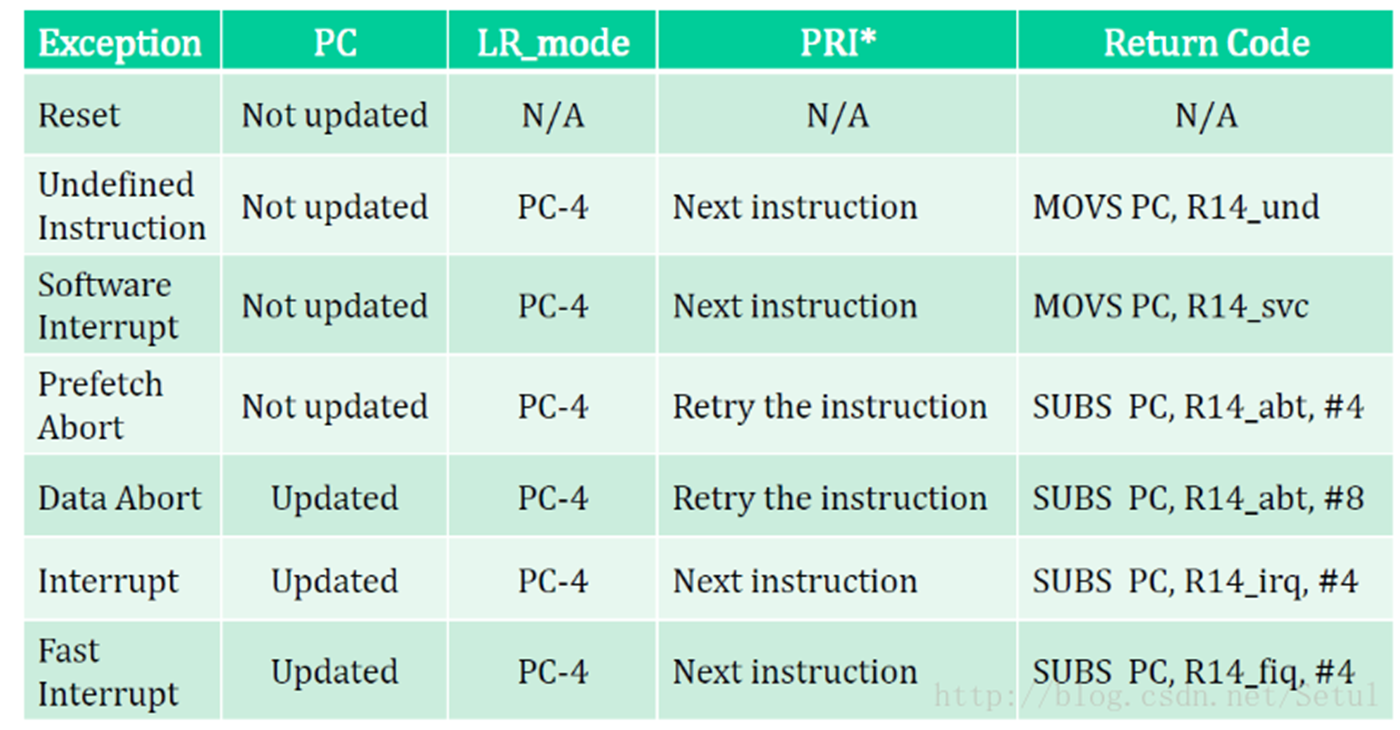 Exception PC LR_mode PRI* Return Code
Reset Not updated N/A N/A N/A
Undefined
Instruction Not updated PC-4 Next instruction MOVS PC, R14_und
Software
Interrupt Not updated PC-4 Next instruction MOVS PC, R14_svc
Prefetch
Abort Not updated PC-4 Retry the instruction SUBS PC, R14_abt, #4
Data Abort Updated PC-4 Retry the instruction SUBS PC, R14_abt, #8
Interrupt Updated PC-4 Next instruction SUBS PC, R14_irq, #4
Fast
Interrupt Updated PC-4 Next instruction SUBS PC, R14_fiq, #4
http://blog.csdn.net/Setul